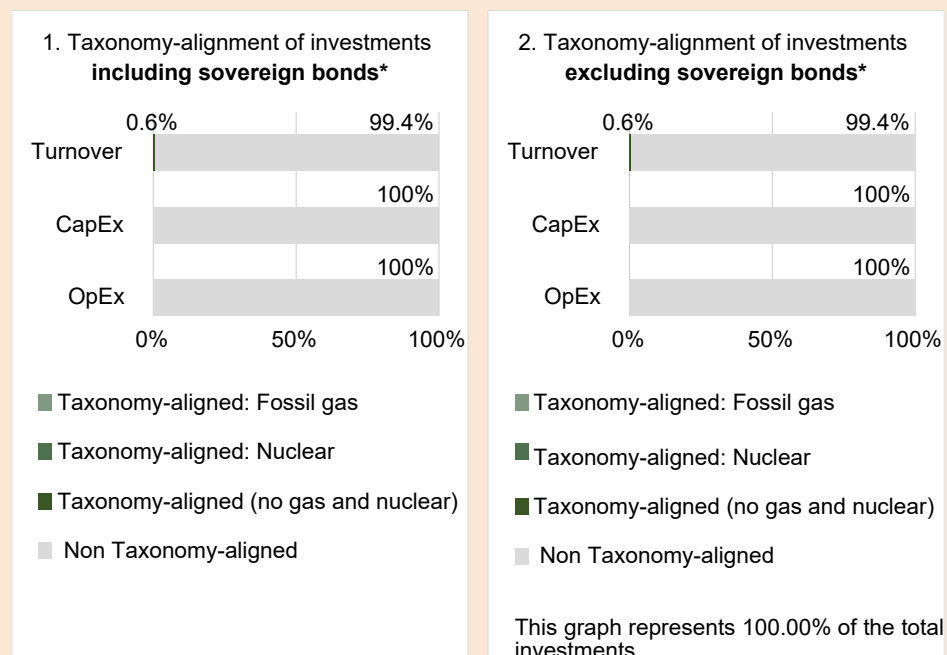 1. Taxonomy-alignment of investments
including sovereign bonds*
0.6% 99.4%
Turnover
100%
CapEx
100%
OpEx
0% 50% 100%
Taxonomy-aligned: Fossil gas
Taxonomy-aligned: Nuclear
Taxonomy-aligned (no gas and nuclear)
Non Taxonomy-aligned
2. Taxonomy-alignment of investments
excluding sovereign bonds*
0.6% 99.4%
Turnover
100%
CapEx
100%
OpEx
0% 50% 100%
Taxonomy-aligned: Fossil gas
Taxonomy-aligned: Nuclear
Taxonomy-aligned (no gas and nuclear)
Non Taxonomy-aligned
This graph represents 100.00% of the total
investments